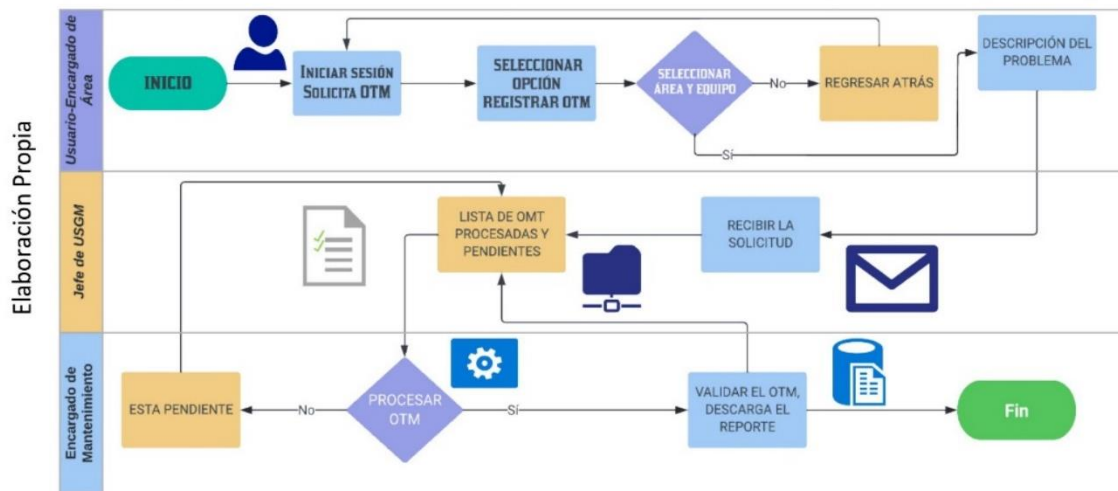 Elaboración Propia
Usuario-Encargado de
Área
INICIO
INICIAR SESIÓN
SOLICITA OTM
SELECCIONAR
OPCIÓN
REGISTRAR OTM
SELECCIONAR
ÁREA Y EQUIPO
No
REGRESAR ATRÁS
Sí
DESCRIPCIÓN DEL
PROBLEMA
Jefe de USGM
LISTA DE OMT
PROCESADAS Y
PENDIENTES
RECIBIR LA
SOLICITUD
Encargado de
Mantenimiento
ESTA PENDIENTE
No
PROCESAR
OTM
Sí
VALIDAR EL OTM,
DESCARGA EL
REPORTE
Fin